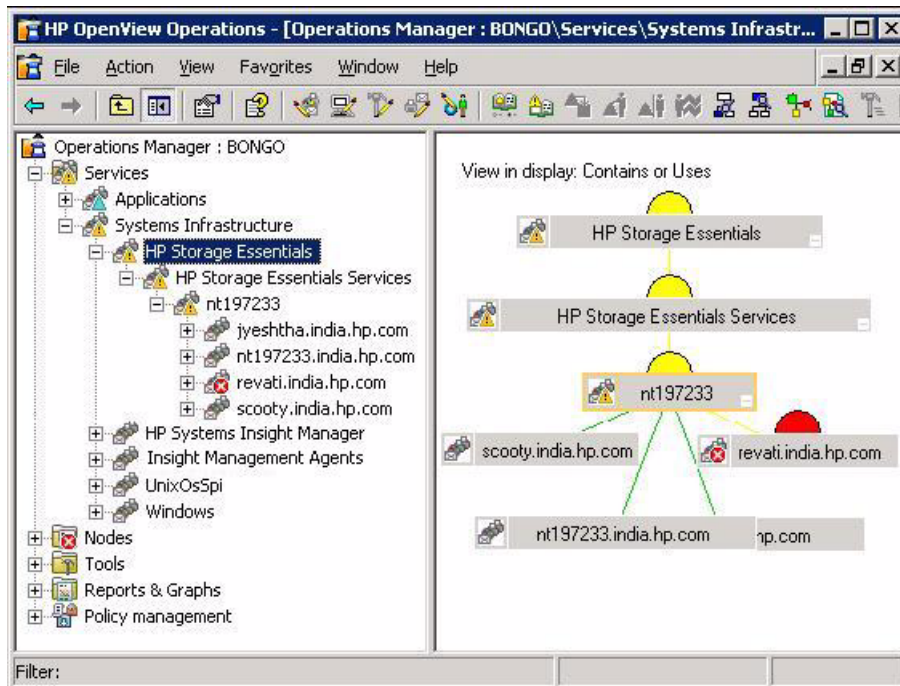 HP OpenView Operations - [Operations Manager : BONGO\Services\Systems Infrastr...
File Action View Favorites Window Help
Operations Manager : BONGO
Services
Applications
Systems Infrastructure
HP Storage Essentials
HP Storage Essentials Services
nt197233
jyeshtha.india.hp.com
nt197233.india.hp.com
revati.india.hp.com
scooty.india.hp.com
HP Systems Insight Manager
Insight Management Agents
UnixOsSpi
Windows
Nodes
Tools
Reports & Graphs
Policy management
View in display: Contains or Uses
HP Storage Essentials
HP Storage Essentials Services
nt197233
scooty.india.hp.com
revati.india.hp.com
nt197233.india.hp.com
hp.com
Filter: